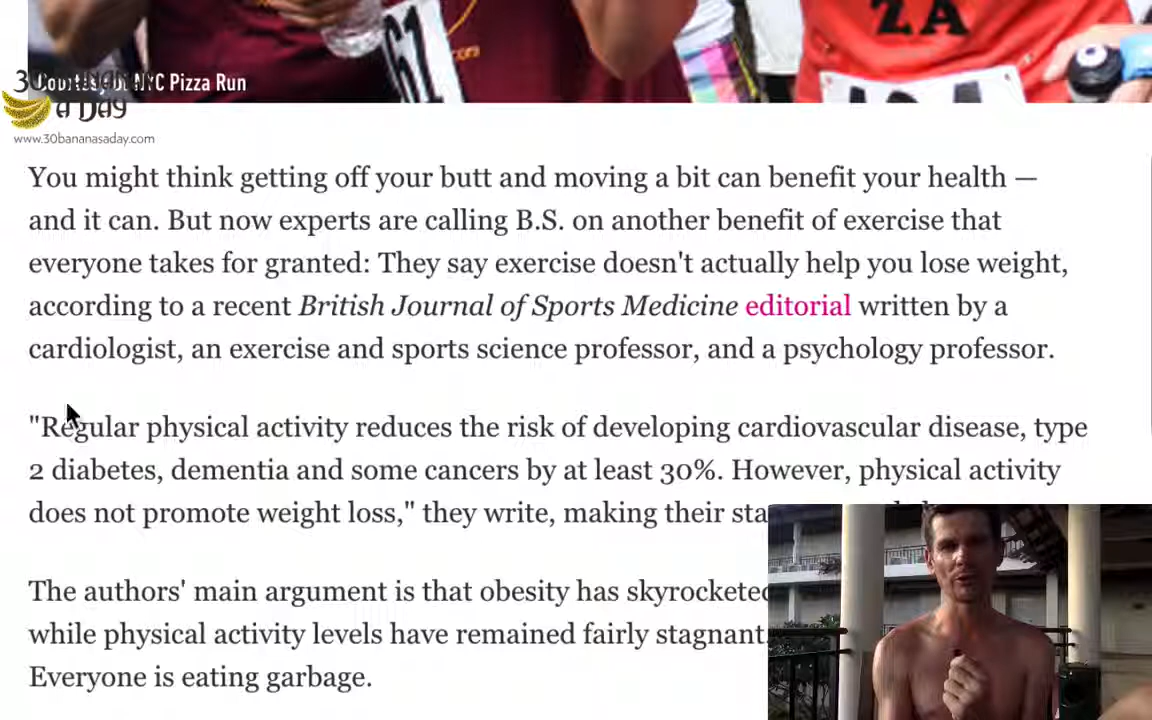 ZA
61
Courtesy of NYC Pizza Run
30 BANANAS
A DAY
www.30bananasaday.com
You might think getting off your butt and moving a bit can benefit your health —
and it can. But now experts are calling B.S. on another benefit of exercise that
everyone takes for granted: They say exercise doesn't actually help you lose weight,
according to a recent British Journal of Sports Medicine editorial written by a
cardiologist, an exercise and sports science professor, and a psychology professor.
"Regular physical activity reduces the risk of developing cardiovascular disease, type
2 diabetes, dementia and some cancers by at least 30%. However, physical activity
does not promote weight loss," they write, making their
The authors' main argument is that obesity has skyrocketed
while physical activity levels have remained fairly stagnant.
Everyone is eating garbage.